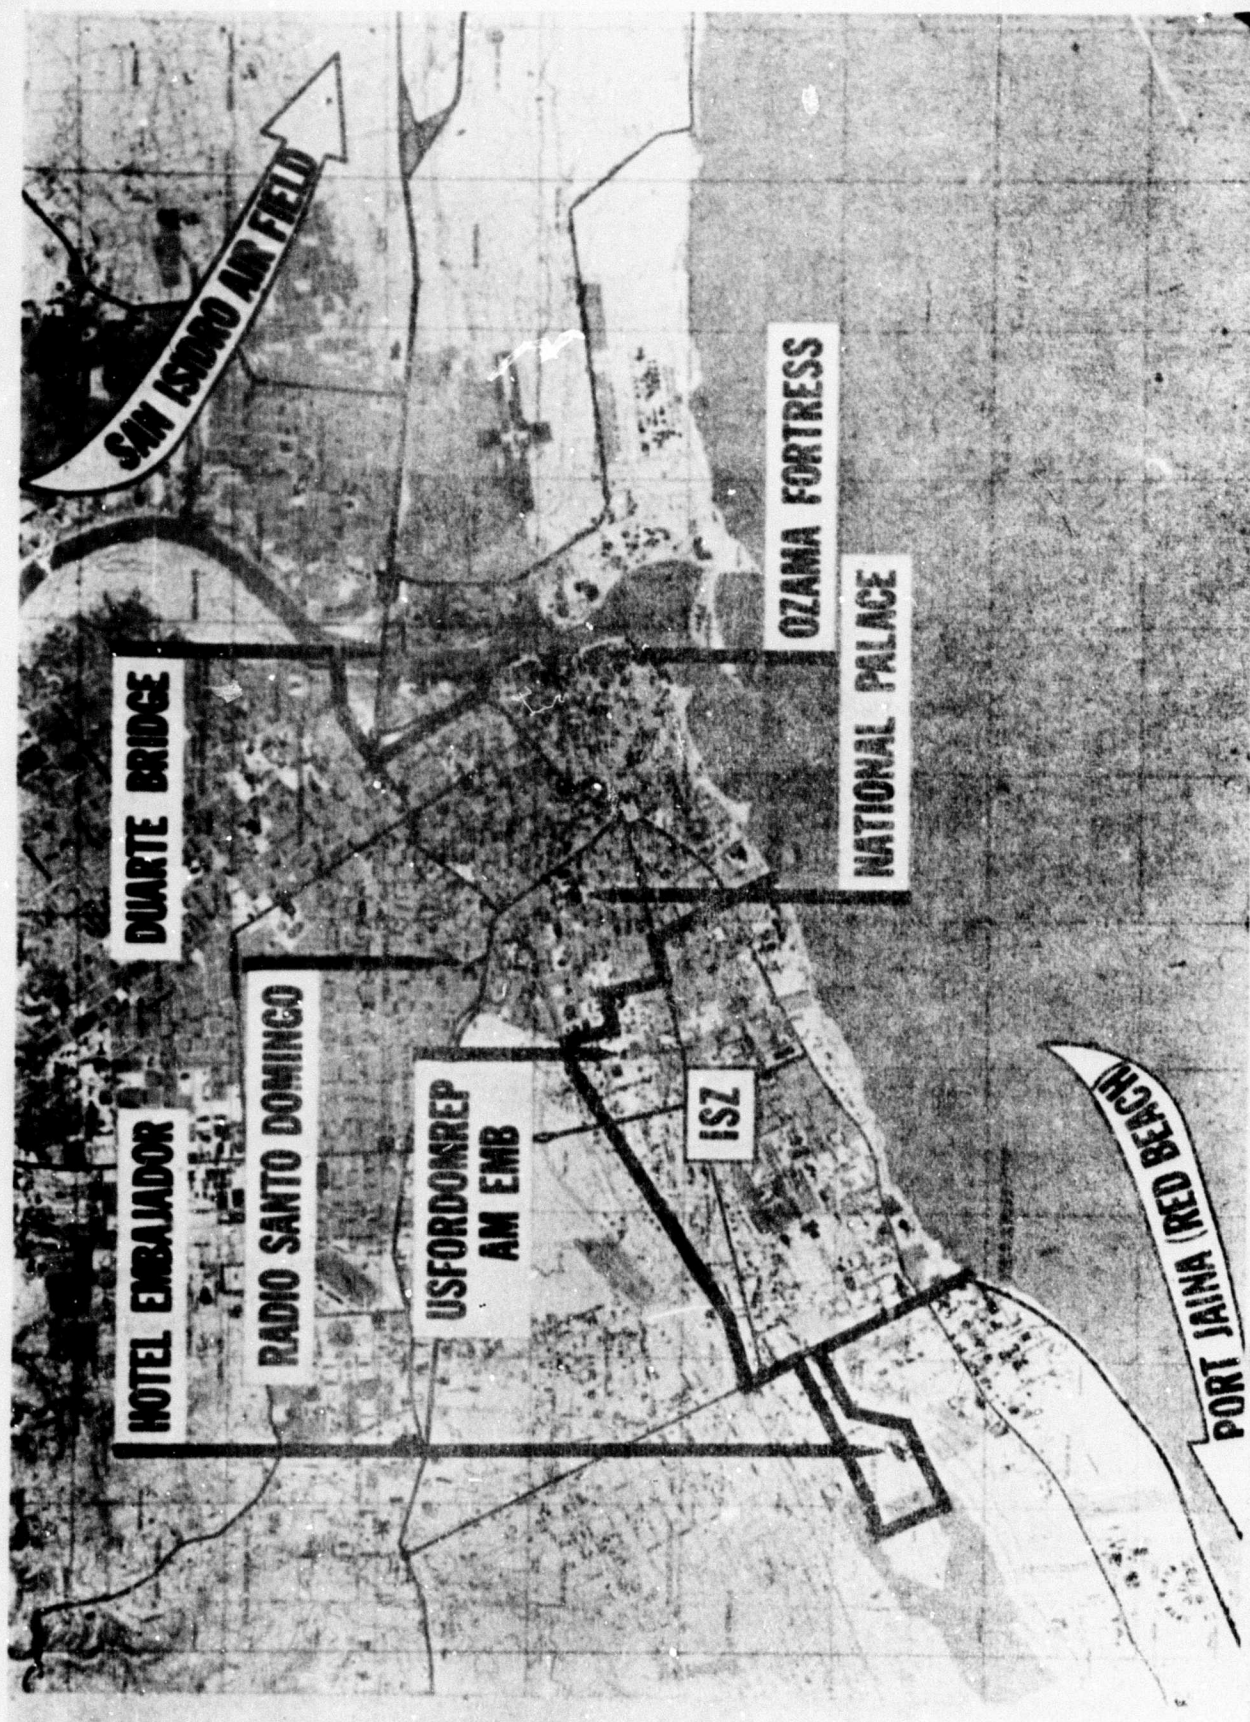 HOTEL EMBAJADOR
DUARTE BRIDGE
SAN ISIDRO AIR FIELD
RADIO SANTO DOMINGO
USFORDOMREP
AM EMB
ISZ
OZAMA FORTRESS
NATIONAL PALACE
PORT JAINA (RED BEACH)